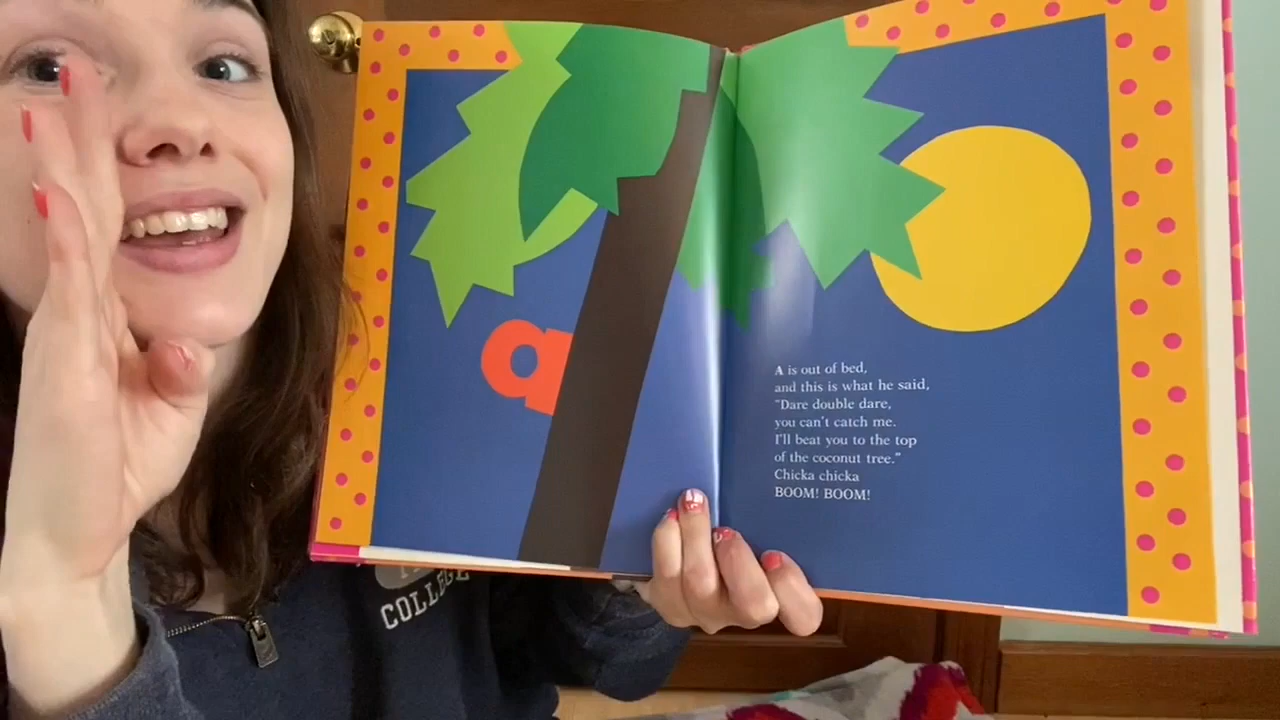 a
A is out of bed,
and this is what he said,
"Dare double dare,
you can't catch me.
I'll beat you to the top
of the coconut tree."
Chicka chicka
BOOM! BOOM!
COLLEGE